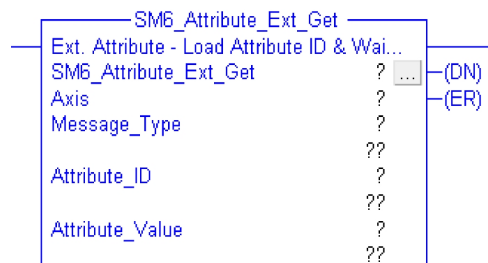 SM6_Attribute_Ext_Get
Ext. Attribute - Load Attribute ID & Wai...
SM6_Attribute_Ext_Get ? ... (DN)
Axis ? (ER)
Message_Type ?
??
Attribute_ID ?
??
Attribute_Value ?
??